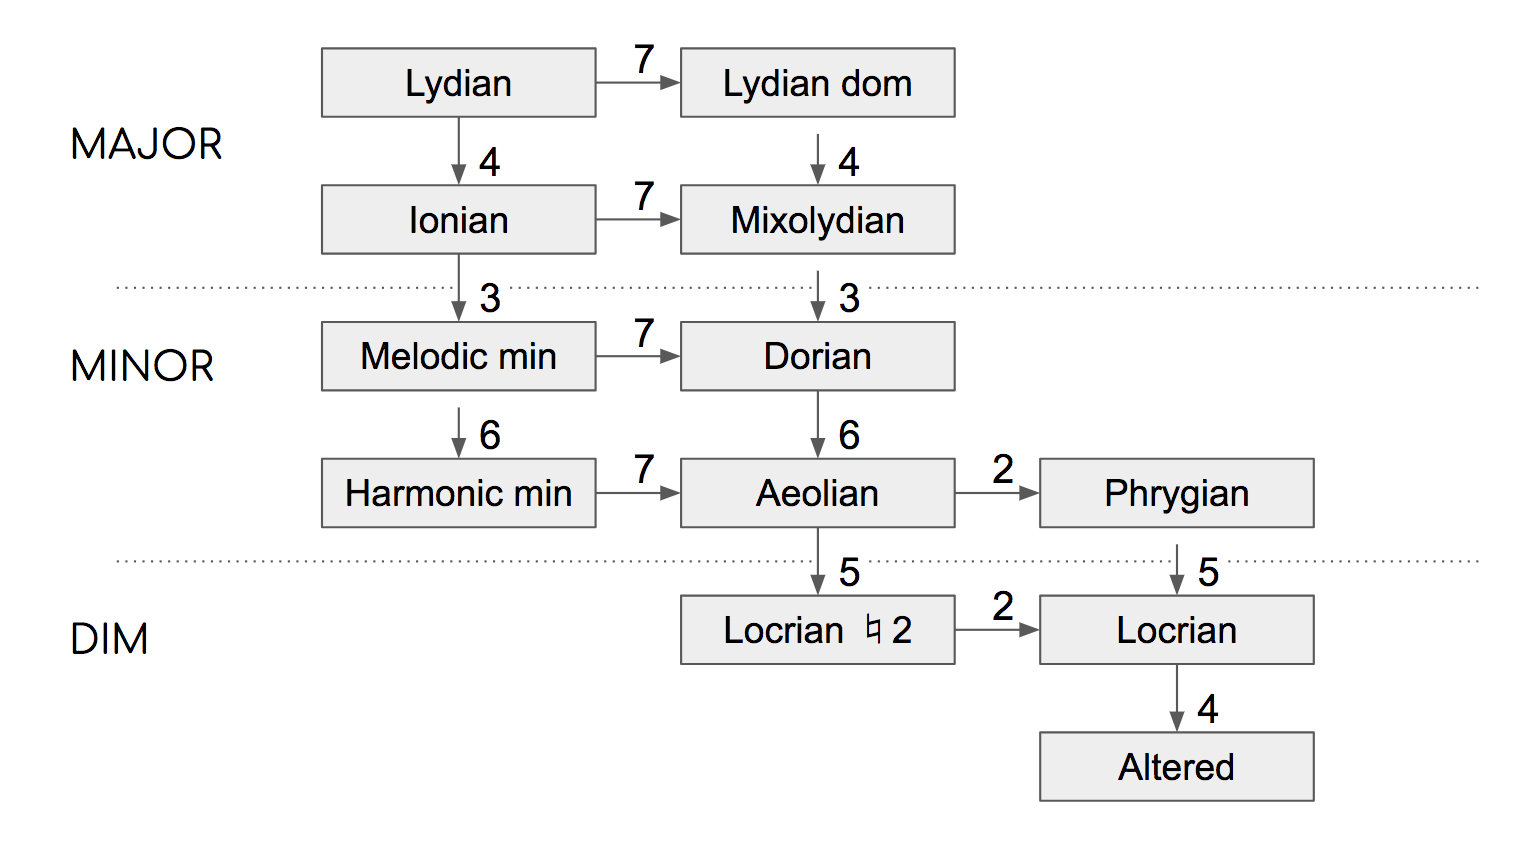 7
Lydian
Lydian dom
MAJOR
4
4
7
Ionian
Mixolydian
3
3
7
Melodic min
Dorian
MINOR
6
6
7
2
Harmonic min
Aeolian
Phrygian
5
5
2
DIM
Locrian ♮ 2
Locrian
4
Altered